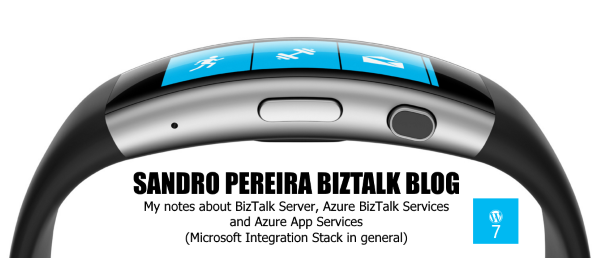 SANDRO PEREIRA BIZTALK BLOG
My notes about BizTalk Server, Azure BizTalk Services
and Azure App Services
(Microsoft Integration Stack in general)
7